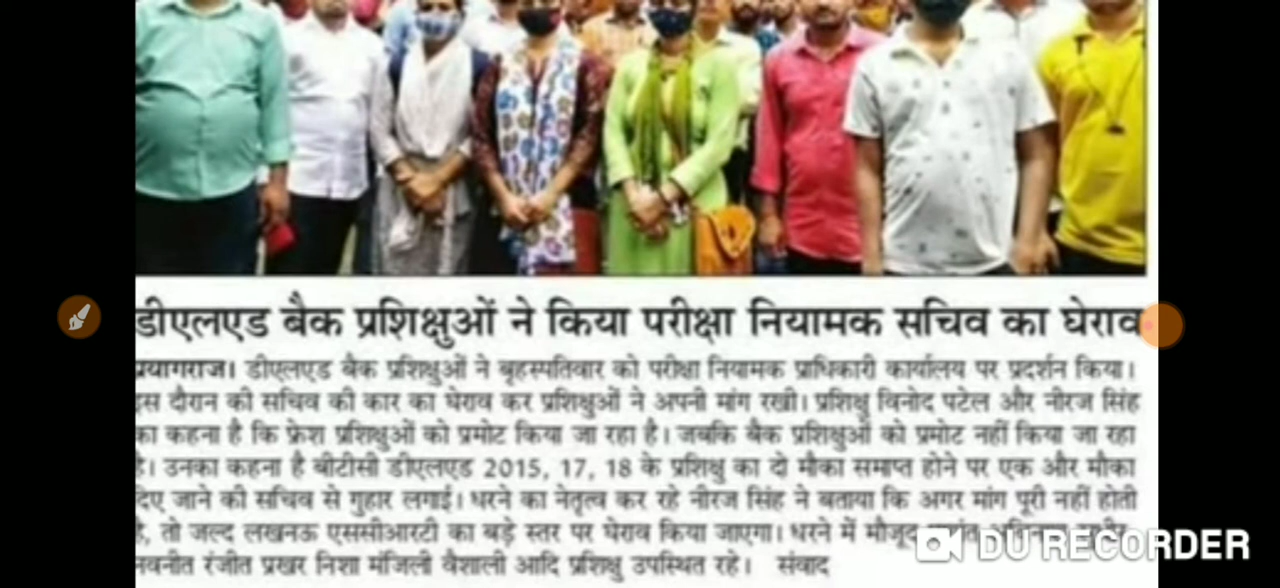 डीएलएड बैक प्रशिक्षुओं ने किया परीक्षा नियामक सचिव का घेराव
प्रयागराज। डीएलएड बैक प्रशिक्षुओं ने बृहस्पतिवार को परीक्षा नियामक प्राधिकारी कार्यालय पर प्रदर्शन किया।
इस दौरान की सचिव की कार का घेराव कर प्रशिक्षुओं ने अपनी मांग रखी। प्रशिक्षु विनोद पटेल और नीरज सिंह
का कहना है कि फ्रेश प्रशिक्षुओं को प्रमोट किया जा रहा है। जबकि बैक प्रशिक्षुओं को प्रमोट नहीं किया जा रहा
है। उनका कहना है बीटीसी डीएलएड 2015, 17, 18 के प्रशिक्षु का दो मौका समाप्त होने पर एक और मौका
दिए जाने की सचिव से गुहार लगाई। धरने का नेतृत्व कर रहे नीरज सिंह ने बताया कि अगर मांग पूरी नहीं होती
है, तो जल्द लखनऊ एससीआरटी का बड़े स्तर पर घेराव किया जाएगा। धरने में मौजूद
नवनीत रंजीत प्रखर निशा मंजिली वैशाली आदि प्रशिक्षु उपस्थित रहे। संवाद
DU RECORDER